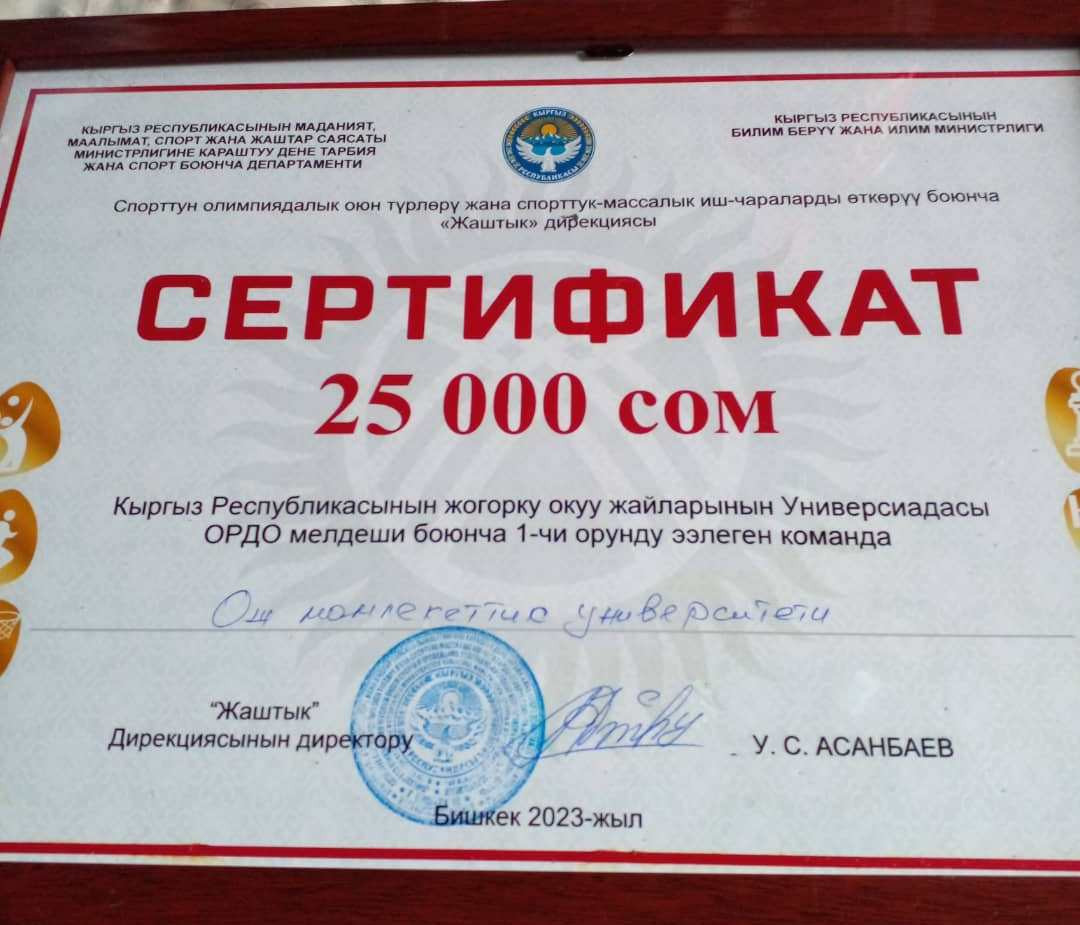 КЫРГЫЗ РЕСПУБЛИКАСЫНЫН МАДАНИЯТ,
МААЛЫМАТ, СПОРТ ЖАНА ЖАШТАР САЯСАТЫ
МИНИСТРЛИГИНЕ КАРАШТУУ ДЕНЕ ТАРБИЯ
ЖАНА СПОРТ БОЮНЧА ДЕПАРТАМЕНТИ
КЫРГЫЗ РЕСПУБЛИКАСЫ
КЫРГЫЗ РЕСПУБЛИКАСЫНЫН
БИЛИМ БЕРҮҮ ЖАНА ИЛИМ МИНИСТРЛИГИ
Спорттун олимпиядалык оюн түрлөрү жана спорттук-массалык иш-чараларды өткөрүү боюнча
«Жаштык» дирекциясы
СЕРТИФИКАТ
25 000 сом
Кыргыз Республикасынын жогорку окуу жайларынын Универсиадасы
ОРДО мелдеши боюнча 1-чи орунду ээлеген команда
Ош мамлекеттик университети
“Жаштык”
Дирекциясынын директору
У. С. АСАНБАЕВ
Бишкек 2023-жыл